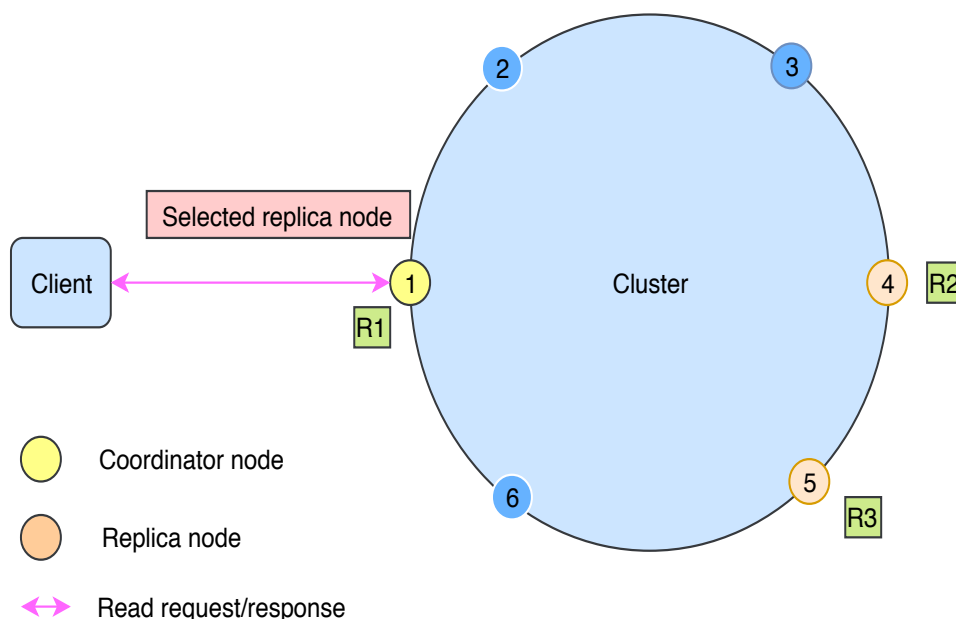 2
3
Selected replica node
Client
1
Cluster
4
R2
R1
Coordinator node
5
6
R3
Replica node
Read request/response